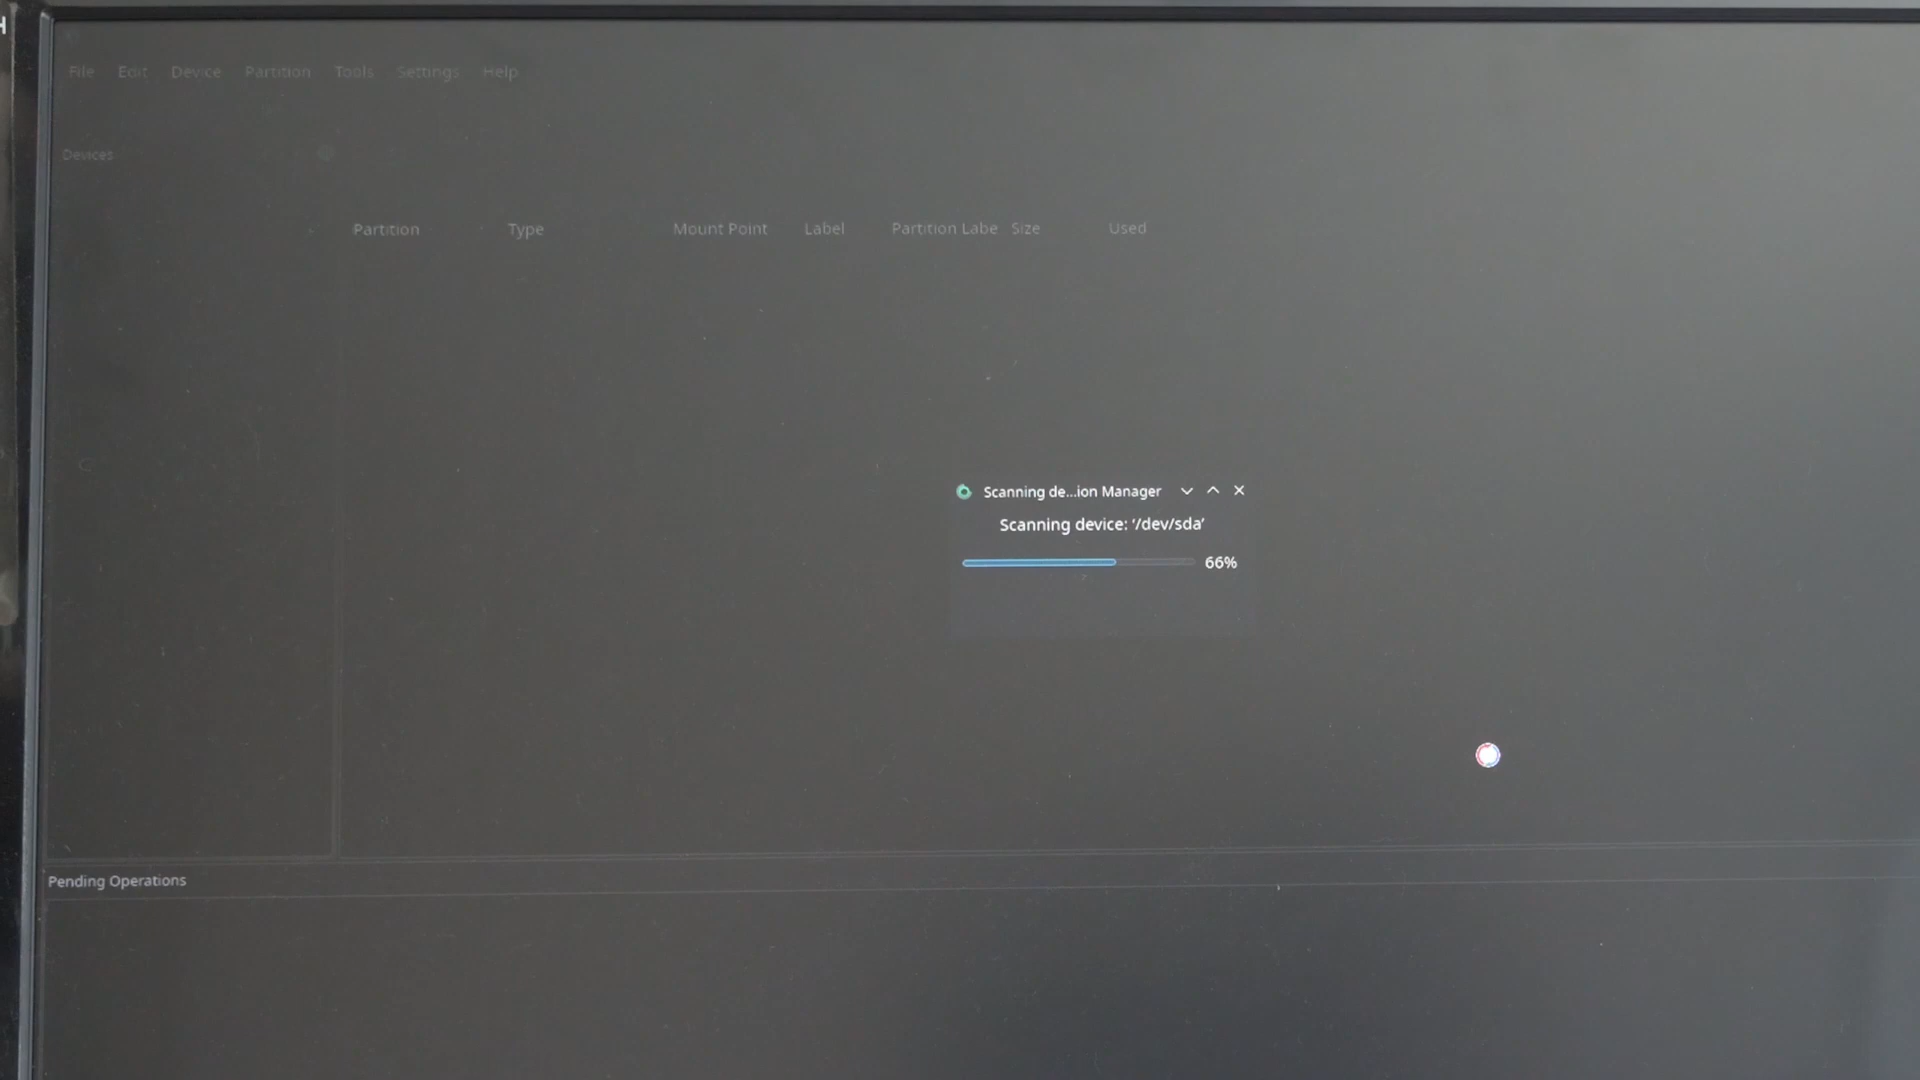 H
File Edit Device Partition Tools Settings Help
Devices
Partition Type Mount Point Label Partition Labe Size Used
Scanning de...ion Manager
Scanning device: '/dev/sda'
66%
Pending Operations